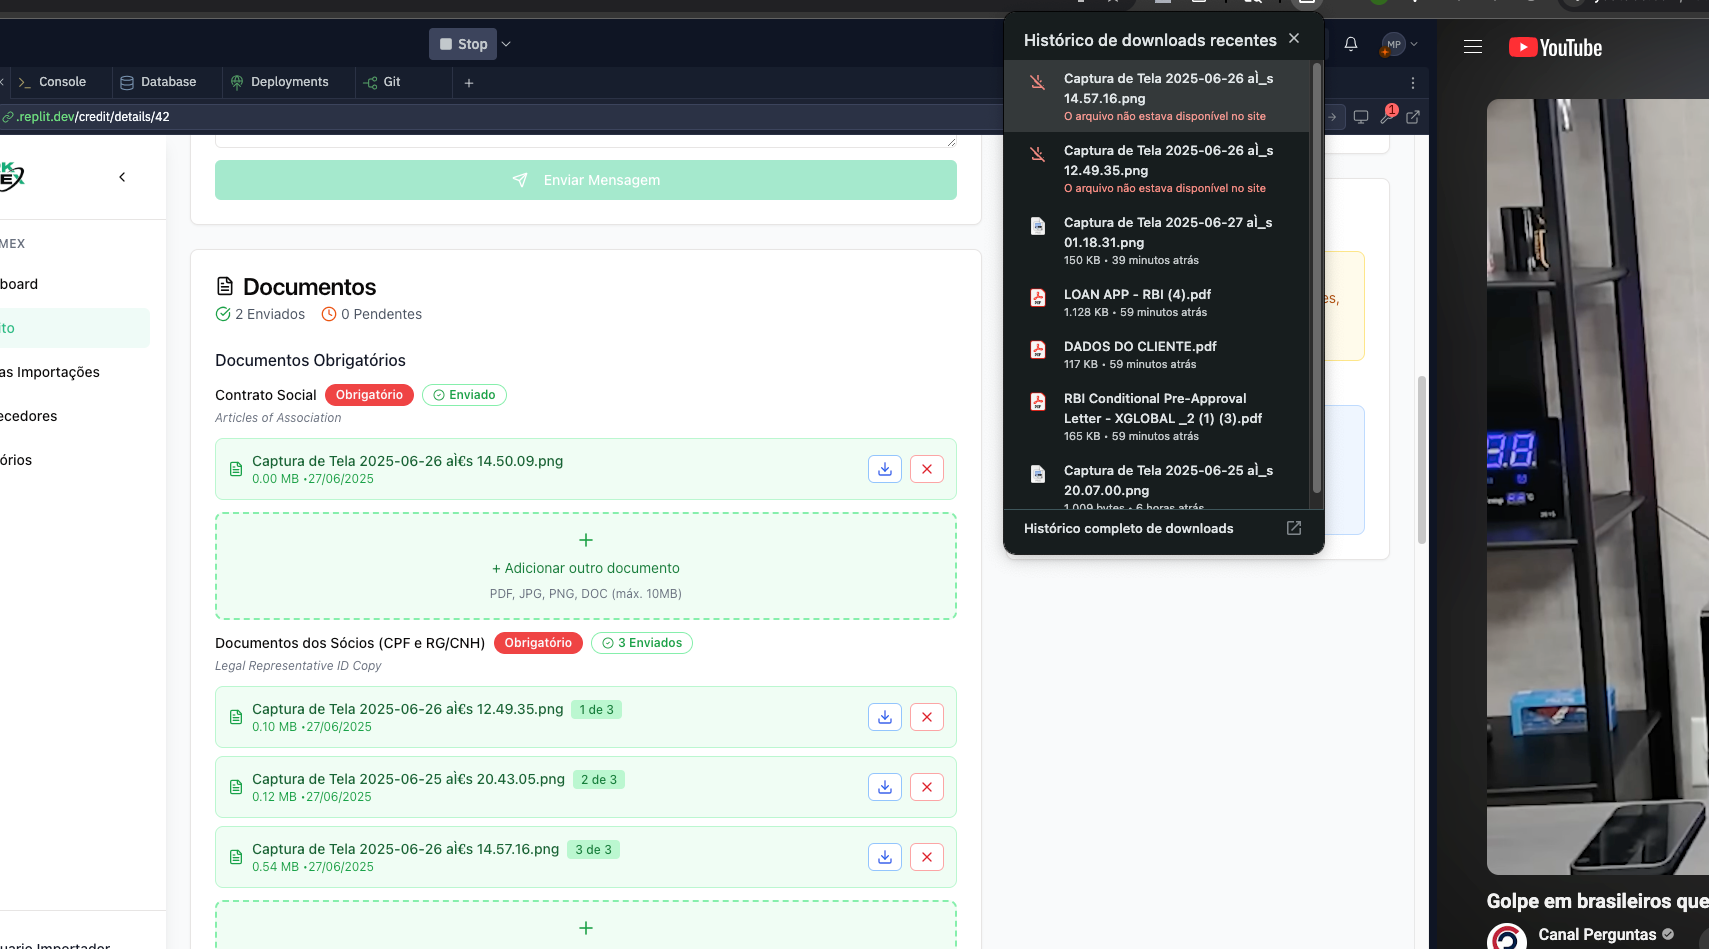 Stop
Console
Database
Deployments
Git
.replit.dev/credit/details/42
MEX
board
ito
as Importações
ecedores
órios
uario Importador
Enviar Mensagem
Documentos
2 Enviados
0 Pendentes
Documentos Obrigatórios
Contrato Social
Obrigatório
Enviado
Articles of Association
Captura de Tela 2025-06-26 aÌ€s 14.50.09.png
0.00 MB •27/06/2025
+ Adicionar outro documento
PDF, JPG, PNG, DOC (máx. 10MB)
Documentos dos Sócios (CPF e RG/CNH)
Obrigatório
3 Enviados
Legal Representative ID Copy
Captura de Tela 2025-06-26 aÌ€s 12.49.35.png
1 de 3
0.10 MB •27/06/2025
Captura de Tela 2025-06-25 aÌ€s 20.43.05.png
2 de 3
0.12 MB •27/06/2025
Captura de Tela 2025-06-26 aÌ€s 14.57.16.png
3 de 3
0.54 MB •27/06/2025
Histórico de downloads recentes
Captura de Tela 2025-06-26 aÌ_s
14.57.16.png
O arquivo não estava disponível no site
Captura de Tela 2025-06-26 aÌ_s
12.49.35.png
O arquivo não estava disponível no site
Captura de Tela 2025-06-27 aÌ_s
01.18.31.png
150 KB • 39 minutos atrás
LOAN APP - RBI (4).pdf
1.128 KB • 59 minutos atrás
DADOS DO CLIENTE.pdf
117 KB • 59 minutos atrás
RBI Conditional Pre-Approval
Letter - XGLOBAL _2 (1) (3).pdf
165 KB • 59 minutos atrás
Captura de Tela 2025-06-25 aÌ_s
20.07.00.png
1.009 bytes • 6 horas atrás
Histórico completo de downloads
es,
MP
1
YouTube
Golpe em brasileiros que
Canal Perguntas